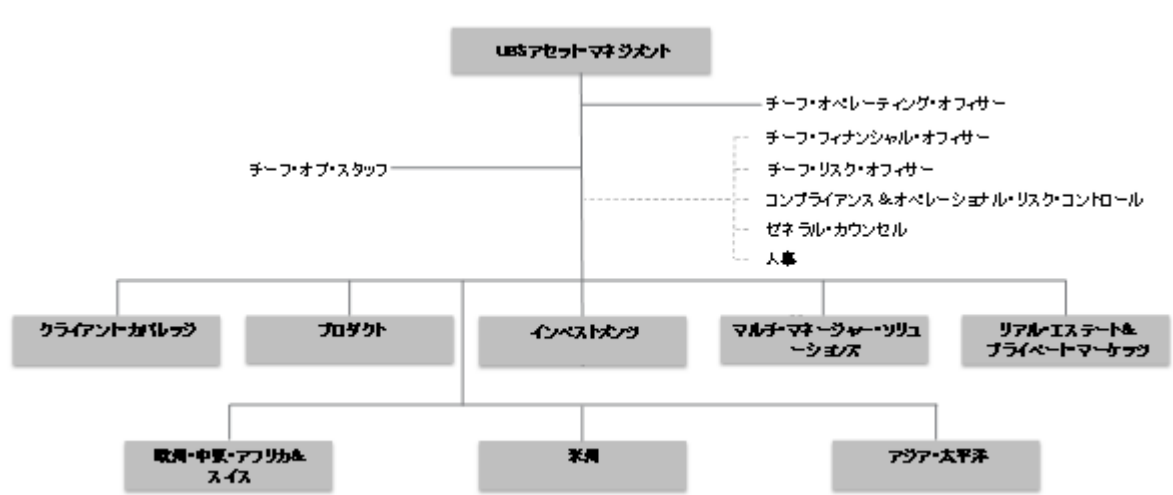 UBSアセット・マネジメント
チーフ・オペレーティング・オフィサー
チーフ・フィナンシャル・オフィサー
チーフ・オブ・スタッフ
チーフ・リスク・オフィサー
コンプライアンス&オペレーショナル・リスク・コントロール
ゼネラル・カウンセル
人事
クライアント・カバレッジ
プロダクト
インベストメンツ
マルチ・マネージャー・ソリュ
ーションズ
リアル・エステート&
プライベート・マーケッツ
欧州・中東・アフリカ&
スイス
米州
アジア・太平洋